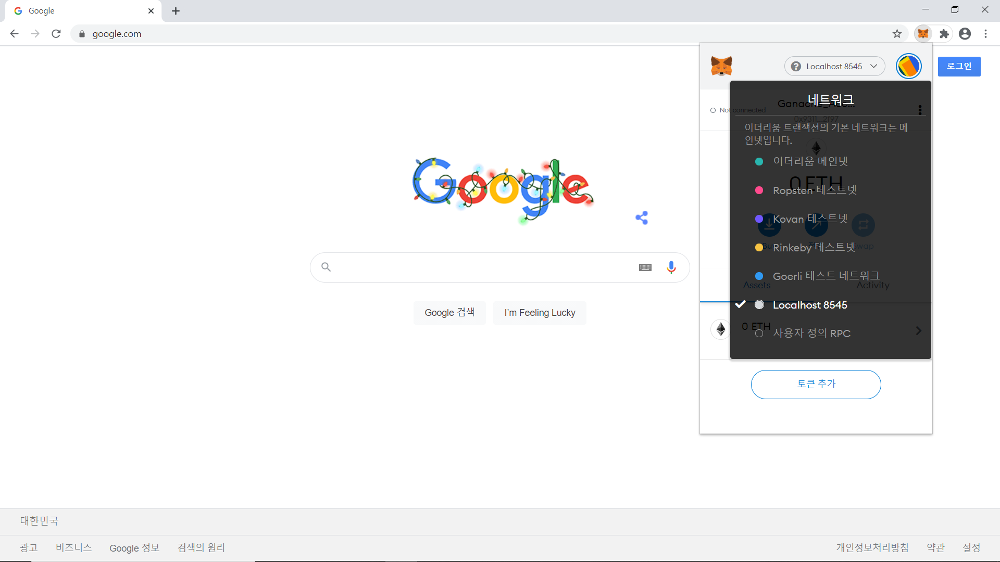 Google
google.com
Localhost 8545
로그인
네트워크
Not connected
0x9311...2f97
이더리움 트랜잭션의 기본 네트워크는 메
인넷입니다.
이더리움 메인넷
0 ETH
Ropsten 테스트넷
Kovan 테스트넷
Rinkeby 테스트넷
Goerli 테스트 네트워크
Assets
Activity
Localhost 8545
0 ETH
사용자 정의 RPC
토큰 추가
Google
Google 검색
I'm Feeling Lucky
대한민국
광고
비즈니스
Google 정보
검색의 원리
개인정보처리방침
약관
설정